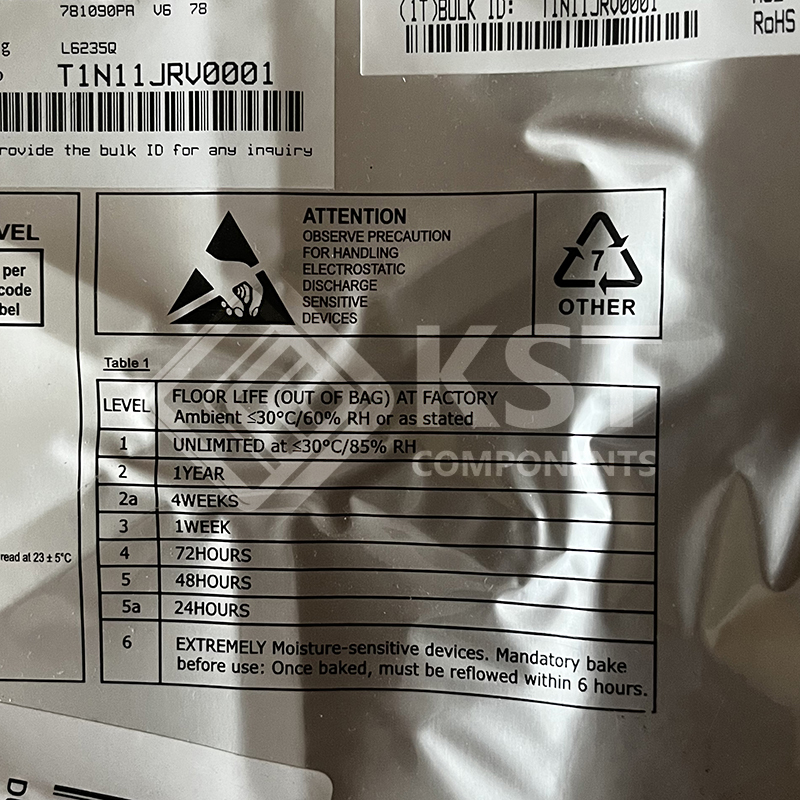 781090PA V6 78
g L6235Q
T1N11JRV0001
rovide the bulk ID for any inquiry
(1T)BULK ID: T1N11JRV0001
RoHS
VEL
per
code
bel
ATTENTION
OBSERVE PRECAUTION
FOR HANDLING
ELECTROSTATIC
DISCHARGE
SENSITIVE
DEVICES
7
OTHER
Table 1
LEVEL FLOOR LIFE (OUT OF BAG) AT FACTORY
Ambient ≤30°C/60% RH or as stated
1 UNLIMITED at ≤30°C/85% RH
2 1YEAR
2a 4WEEKS
3 1WEEK
4 72HOURS
5 48HOURS
5a 24HOURS
6 EXTREMELY Moisture-sensitive devices. Mandatory bake
before use: Once baked, must be reflowed within 6 hours.
read at 23 ± 5°C
KST
COMPONENTS